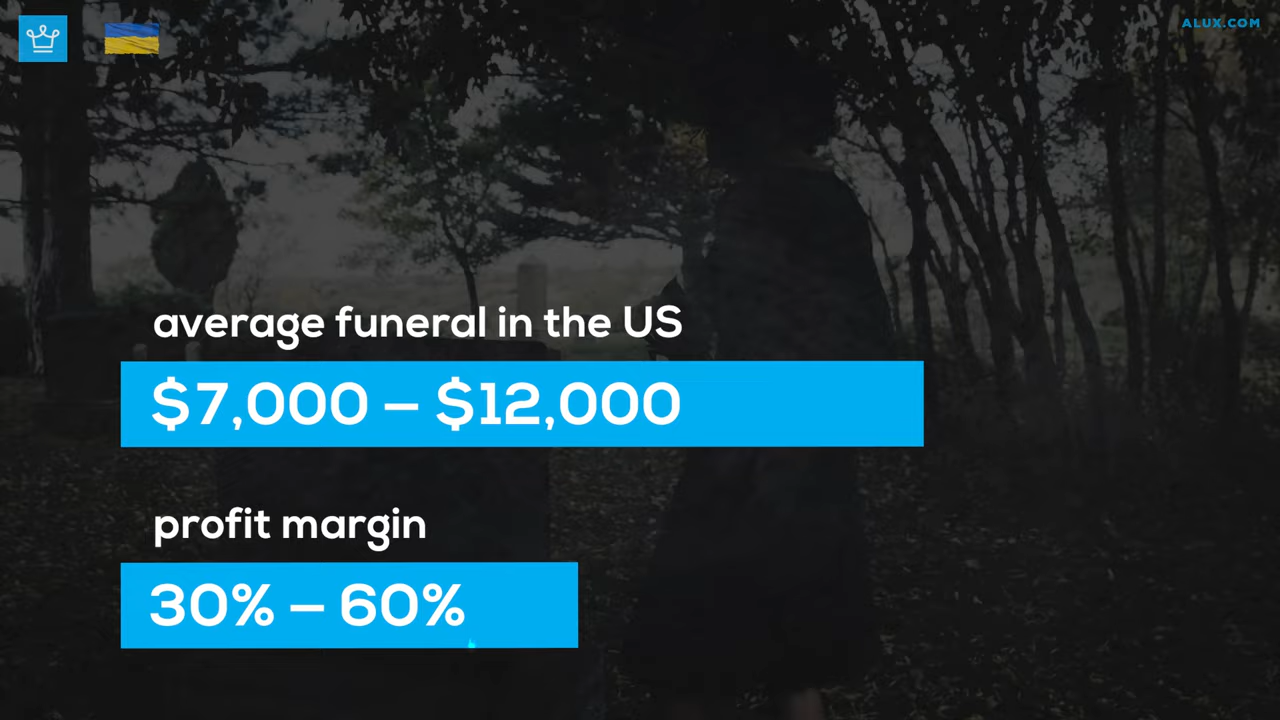 ALUX.COM
average funeral in the US
$7,000 – $12,000
profit margin
30% – 60%